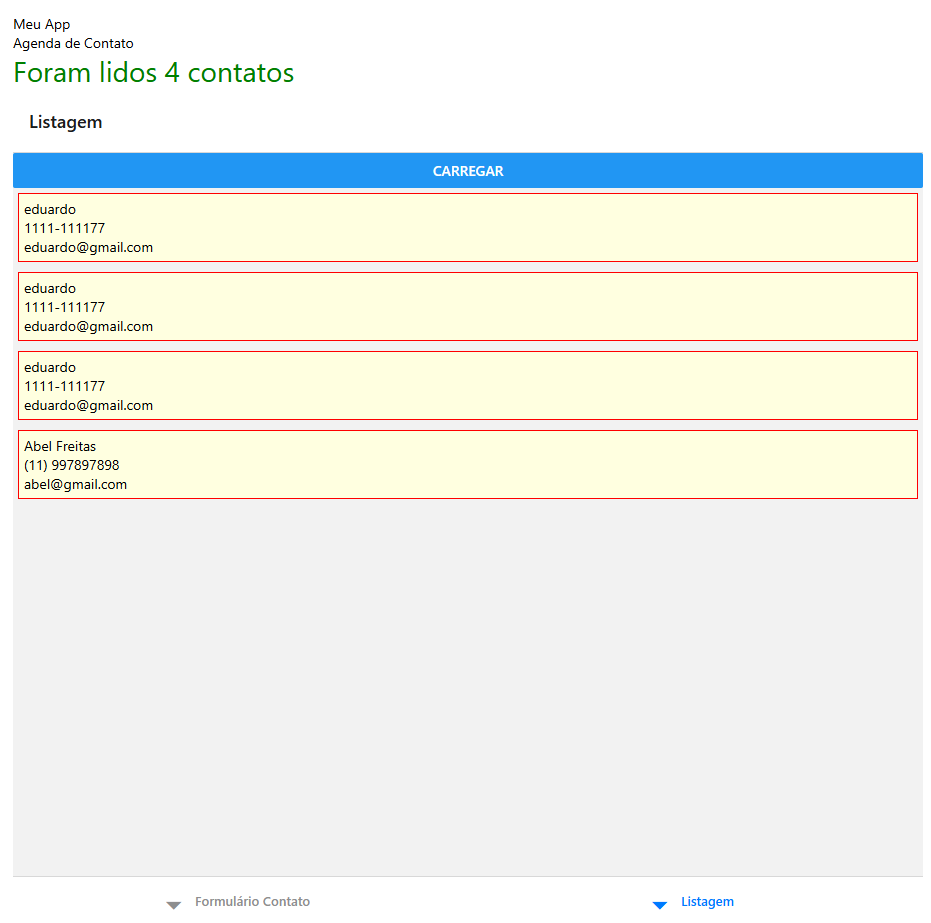 Meu App
Agenda de Contato
Foram lidos 4 contatos
Listagem
CARREGAR
eduardo
1111-111177
eduardo@gmail.com
eduardo
1111-111177
eduardo@gmail.com
eduardo
1111-111177
eduardo@gmail.com
Abel Freitas
(11) 997897898
abel@gmail.com
Formulário Contato
Listagem